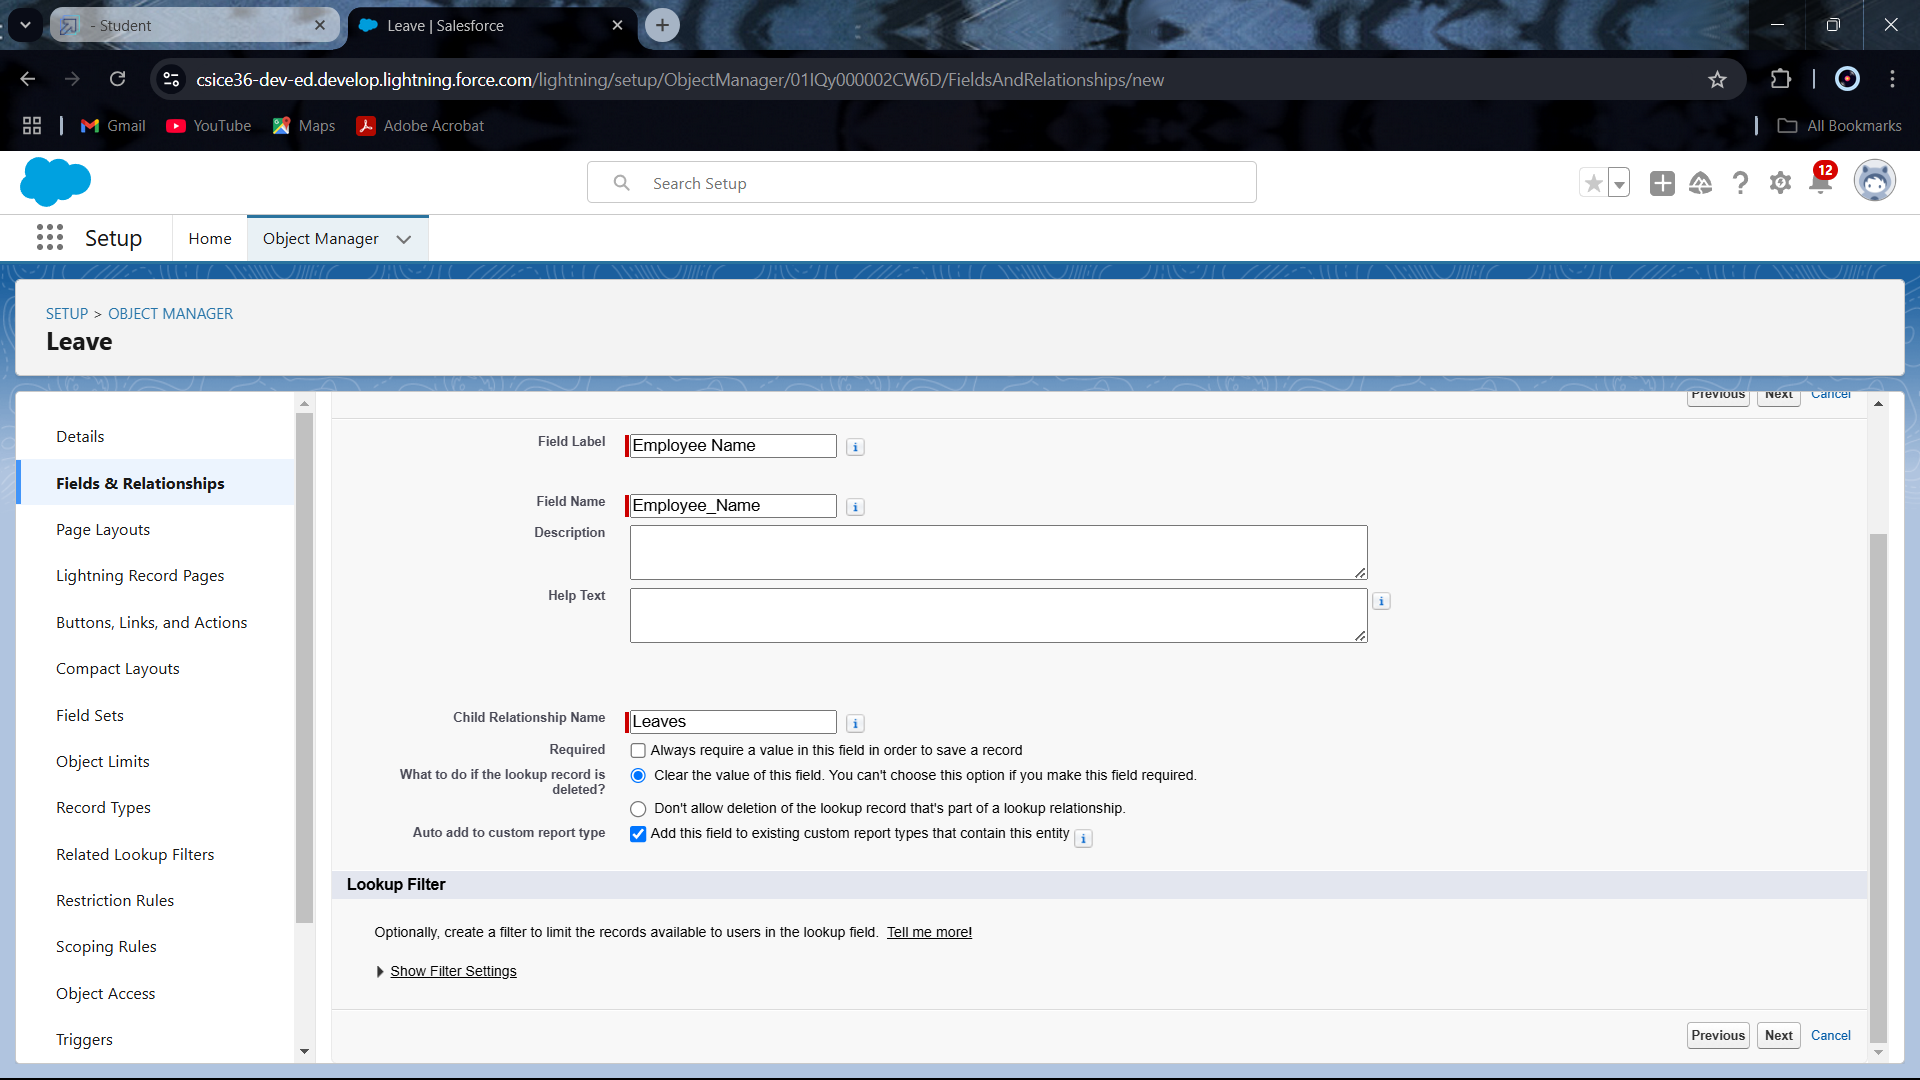 - Student
Leave | Salesforce
csice36-dev-ed.develop.lightning.force.com/lightning/setup/ObjectManager/01IQy000002CW6D/FieldsAndRelationships/new
Gmail
YouTube
Maps
Adobe Acrobat
All Bookmarks
Search Setup
12
Setup
Home
Object Manager
SETUP > OBJECT MANAGER
Leave
Details
Fields & Relationships
Page Layouts
Lightning Record Pages
Buttons, Links, and Actions
Compact Layouts
Field Sets
Object Limits
Record Types
Related Lookup Filters
Restriction Rules
Scoping Rules
Object Access
Triggers
Previous Next Cancel
Field Label Employee Name
Field Name Employee_Name
Description
Help Text
Child Relationship Name Leaves
Required Always require a value in this field in order to save a record
What to do if the lookup record is deleted? Clear the value of this field. You can't choose this option if you make this field required.
Don't allow deletion of the lookup record that's part of a lookup relationship.
Auto add to custom report type Add this field to existing custom report types that contain this entity
Lookup Filter
Optionally, create a filter to limit the records available to users in the lookup field. Tell me more!
Show Filter Settings
Previous Next Cancel